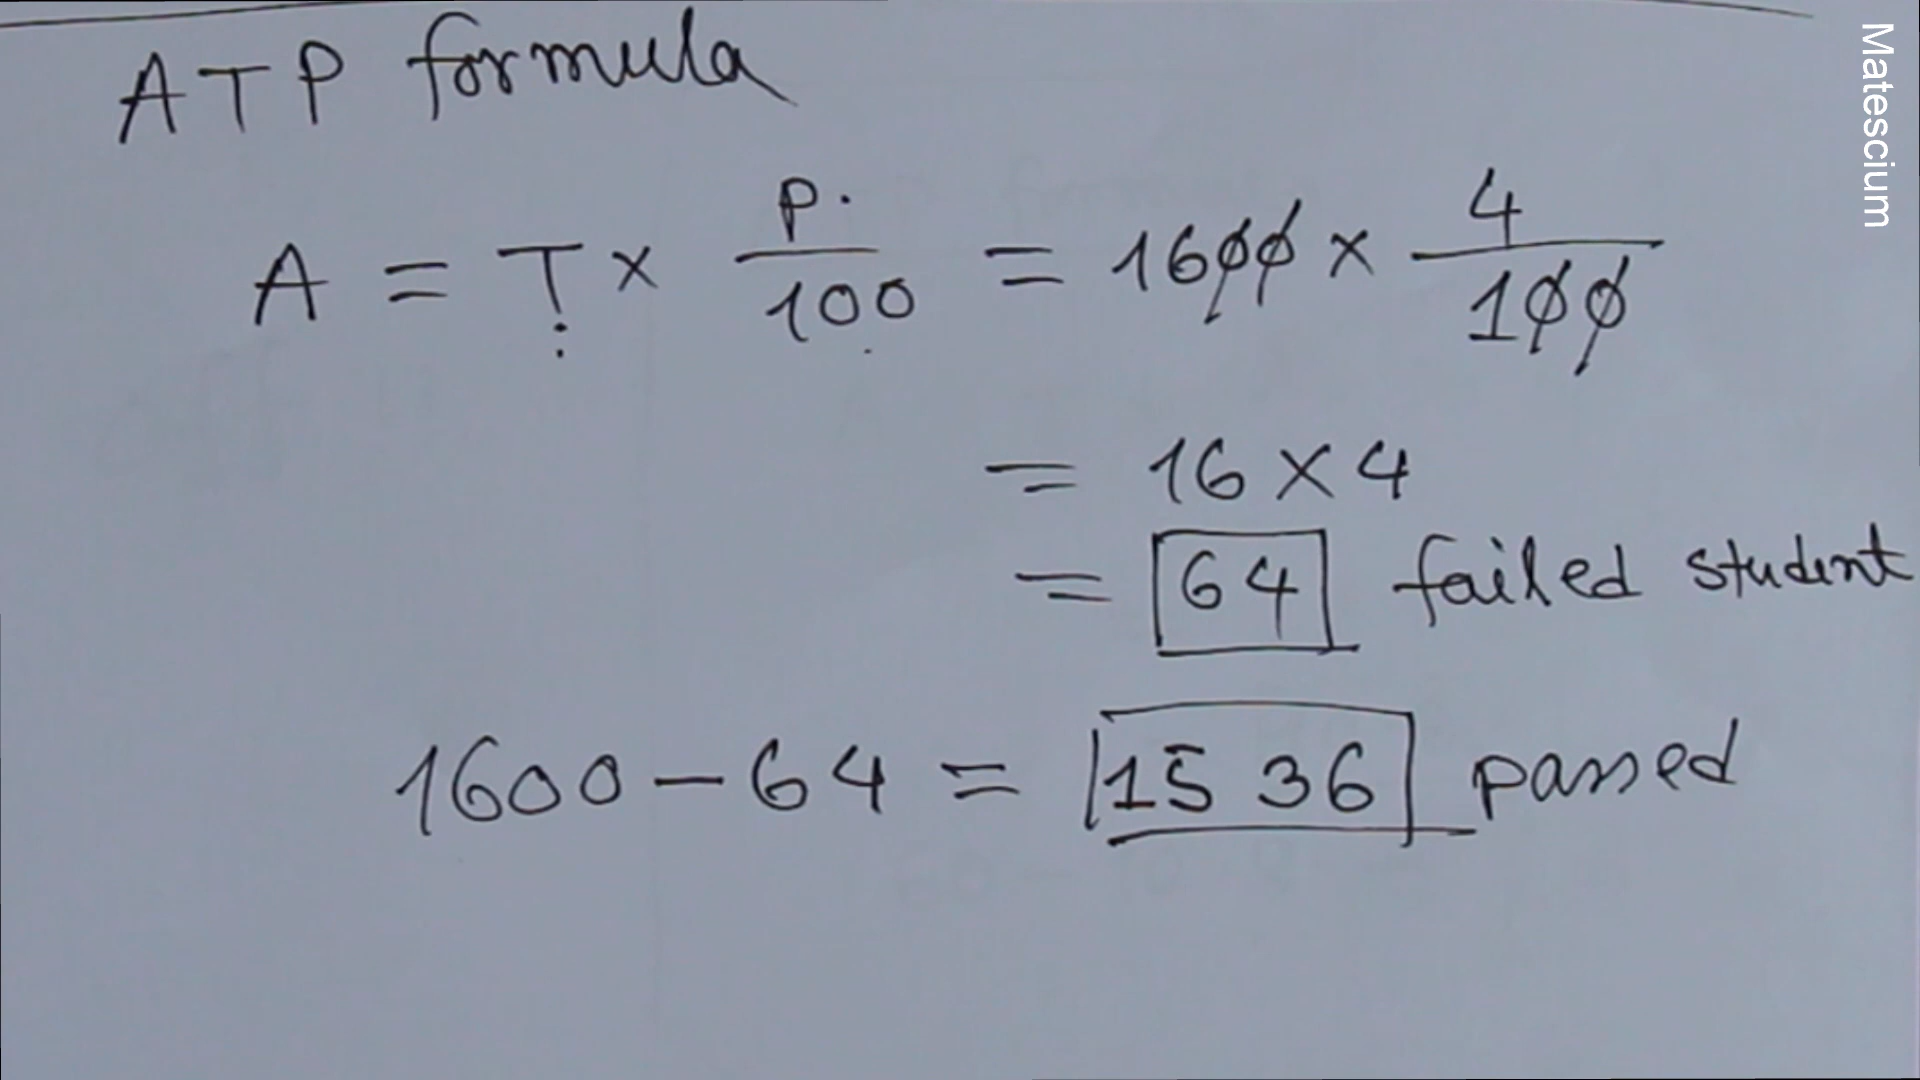 ATP formula
A = T × P. / 100 = 1600 × 4 / 100
= 16 × 4
= 64 failed student
1600 - 64 = 1536 passed
Matescium